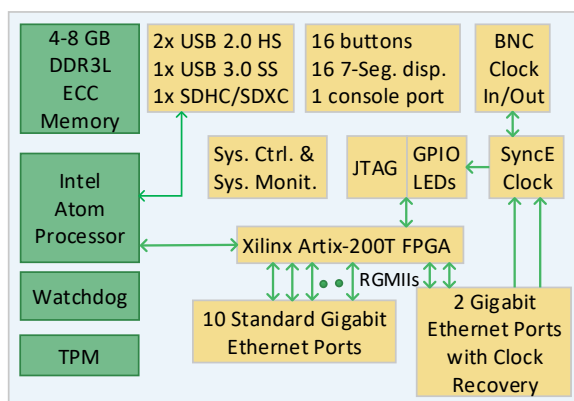 4-8 GB
DDR3L
ECC
Memory
2x USB 2.0 HS
1x USB 3.0 SS
1x SDHC/SDXC
16 buttons
16 7-Seg. disp.
1 console port
BNC
Clock
In/Out
Intel
Atom
Processor
Sys. Ctrl. &
Sys. Monit.
JTAG
GPIO
LEDs
SyncE
Clock
Xilinx Artix-200T FPGA
RGMIIs
Watchdog
TPM
10 Standard Gigabit
Ethernet Ports
2 Gigabit
Ethernet Ports
with Clock
Recovery